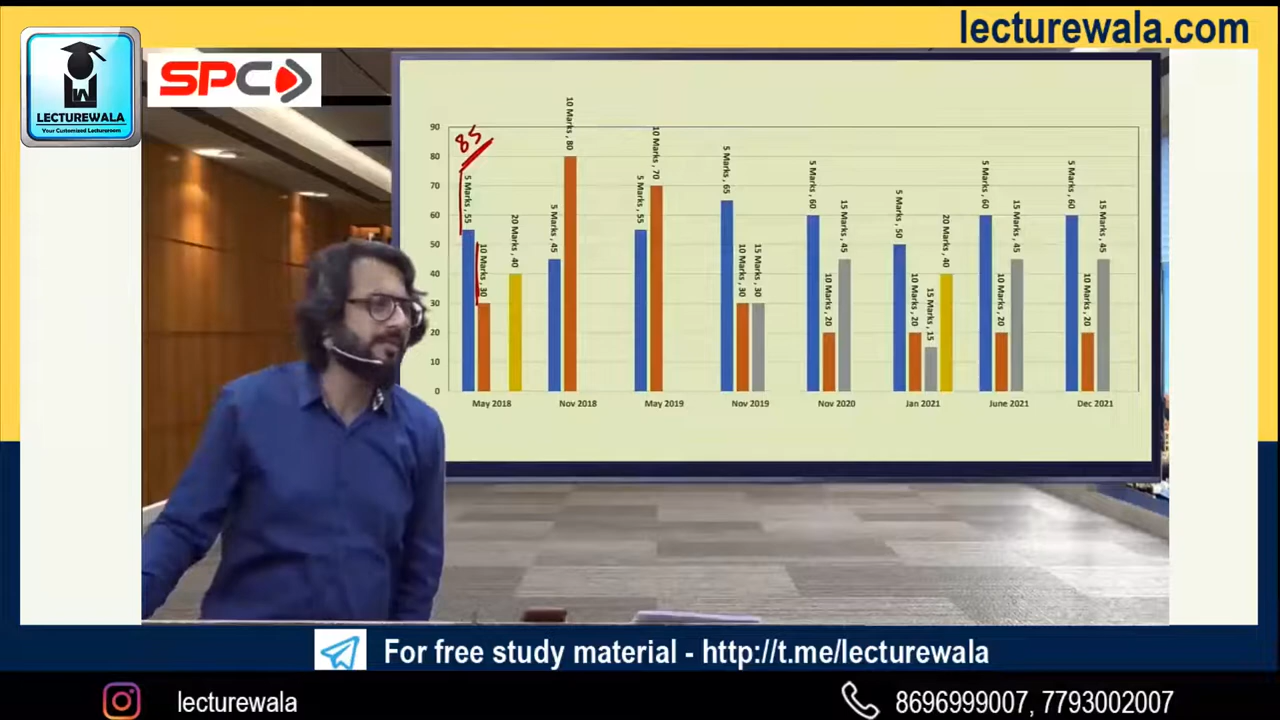 lecturewala.com
LW
LECTUREWALA
Your Customised Lectureroom
SPC
85
90
80
70
60
50
40
30
20
10
0
5 Marks , 55
10 Marks , 30
20 Marks , 40
5 Marks , 45
10 Marks , 80
5 Marks , 55
10 Marks , 70
5 Marks , 65
10 Marks , 30
15 Marks , 30
5 Marks , 60
10 Marks , 20
15 Marks , 45
5 Marks , 50
10 Marks , 20
15 Marks , 15
20 Marks , 40
5 Marks , 60
10 Marks , 20
15 Marks , 45
5 Marks , 60
10 Marks , 20
15 Marks , 45
May 2018
Nov 2018
May 2019
Nov 2019
Nov 2020
Jan 2021
June 2021
Dec 2021
For free study material - http://t.me/lecturewala
lecturewala
8696999007, 7793002007